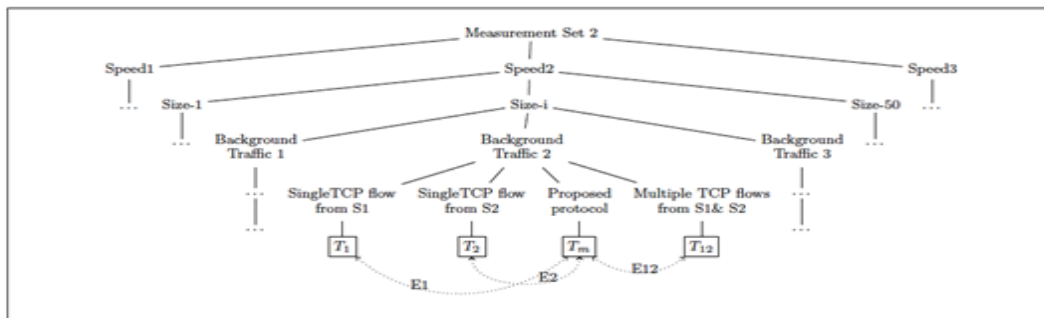 Measurement Set 2
Speed1
Speed2
Speed3
...
Size-1
Size-i
Size-50
...
...
...
Background
Traffic 1
Background
Traffic 2
Background
Traffic 3
...
SingleTCP flow
from S1
SingleTCP flow
from S2
Proposed
protocol
Multiple TCP flows
from S1& S2
...
...
T1
T2
Tm
T12
...
E1
E2
E12